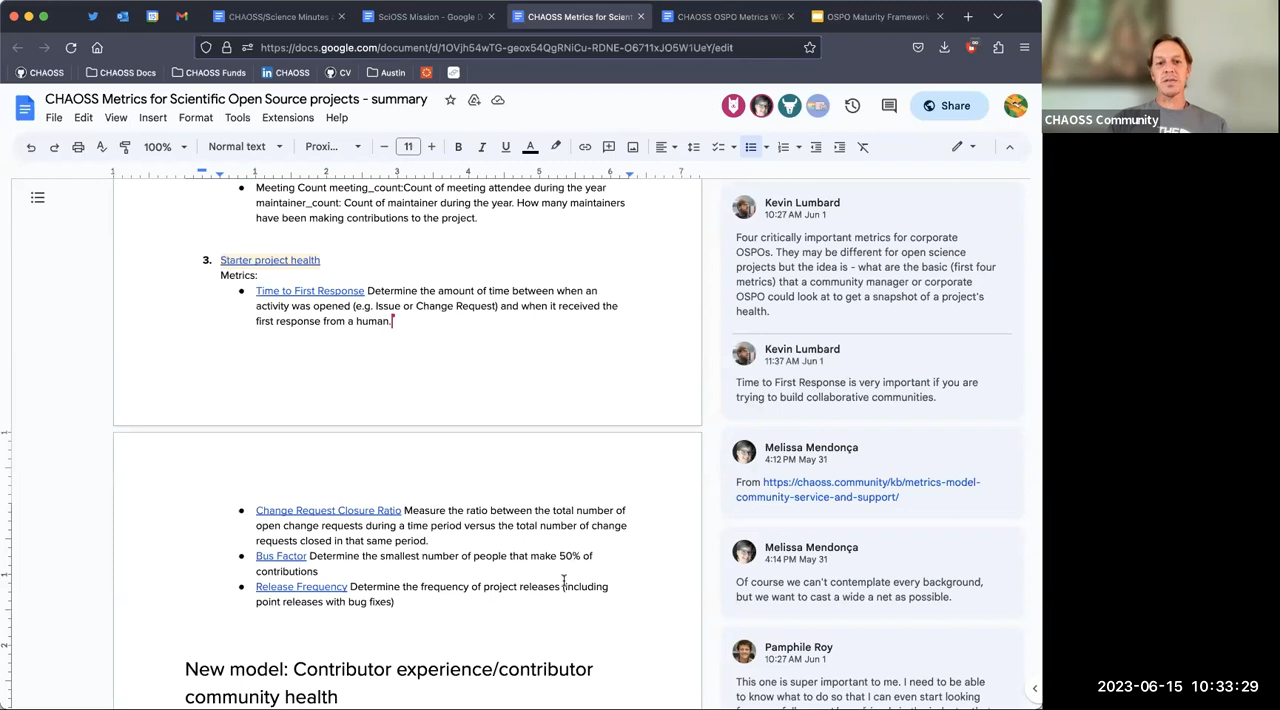 CHAOSS/Science Minutes
SciOSS Mission - Google D
CHAOSS Metrics for Scient
CHAOSS OSPO Metrics WG
OSPO Maturity Framework
https://docs.google.com/document/d/1OVjh54wTG-geox54QgRNiCu-RDNE-O6711xJO5W1UeY/edit
CHAOSS
CHAOSS Docs
CHAOSS Funds
CHAOSS
CV
Austin
CHAOSS Metrics for Scientific Open Source projects - summary
File Edit View Insert Format Tools Extensions Help
Share
100% Normal text Proxi... 11
1 1 2 3 4 5 6 7
Meeting Count meeting_count:Count of meeting attendee during the year
maintainer_count: Count of maintainer during the year. How many maintainers
have been making contributions to the project.
3. Starter project health
Metrics:
Time to First Response Determine the amount of time between when an
activity was opened (e.g. Issue or Change Request) and when it received the
first response from a human.
Change Request Closure Ratio Measure the ratio between the total number of
open change requests during a time period versus the total number of change
requests closed in that same period.
Bus Factor Determine the smallest number of people that make 50% of
contributions
Release Frequency Determine the frequency of project releases (including
point releases with bug fixes)
New model: Contributor experience/contributor
community health
1
1
2
Kevin Lumbard
10:27 AM Jun 1
Four critically important metrics for corporate
OSPOs. They may be different for open science
projects but the idea is - what are the basic (first four
metrics) that a community manager or corporate
OSPO could look at to get a snapshot of a project's
health.
Kevin Lumbard
11:37 AM Jun 1
Time to First Response is very important if you are
trying to build collaborative communities.
Melissa Mendonça
4:12 PM May 31
From https://chaoss.community/kb/metrics-model-
community-service-and-support/
Melissa Mendonça
4:14 PM May 31
Of course we can't contemplate every background,
but we want to cast a wide a net as possible.
Pamphile Roy
10:27 AM Jun 1
This one is super important to me. I need to be able
to know what to do so that I can even start looking
CHAOSS Community
THE
2023-06-15 10:33:29